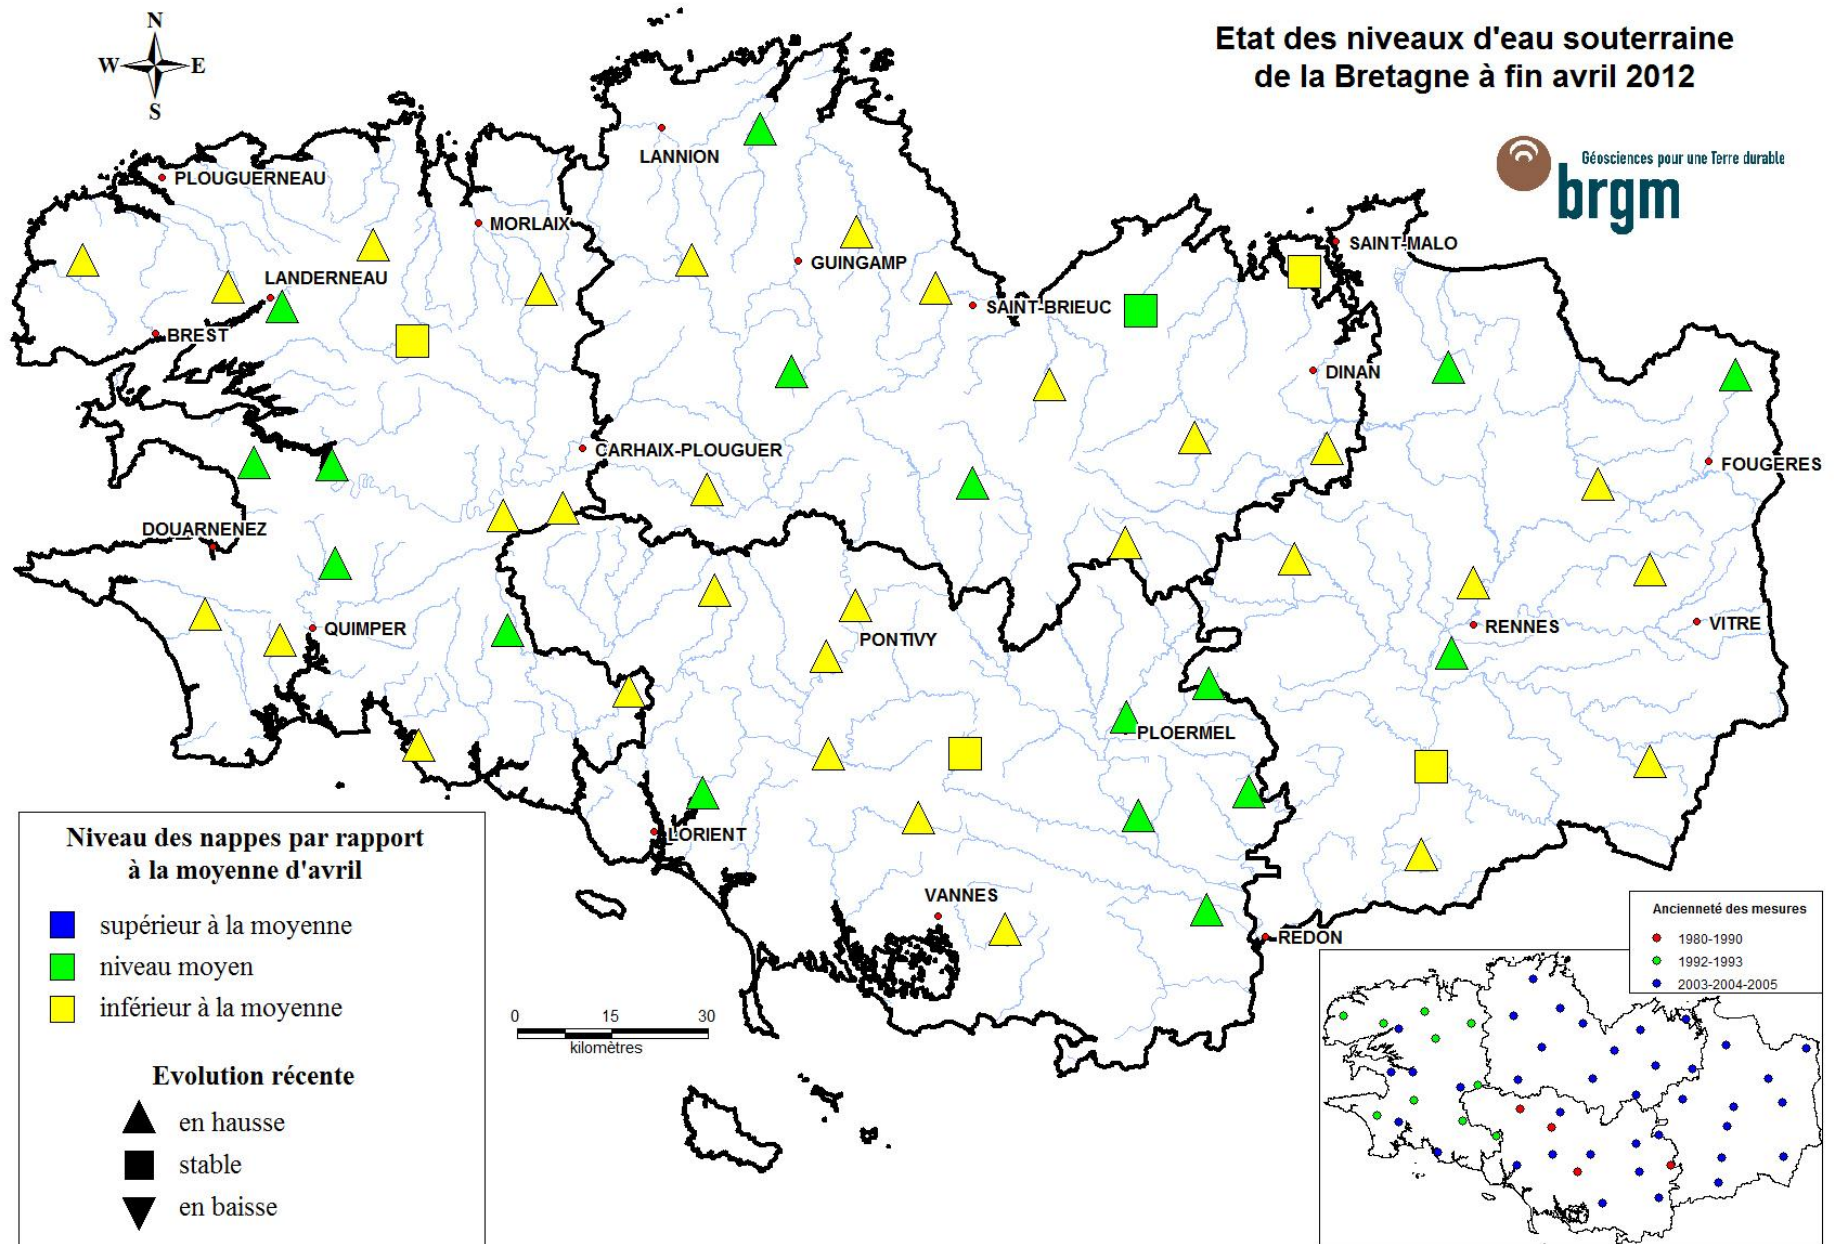 Etat des niveaux d'eau souterraine
de la Bretagne à fin avril 2012
N
W
E
S
Géosciences pour une Terre durable
brgm
LANNION
PLOUGUERNEAU
MORLAIX
SAINT-MALO
GUINGAMP
LANDERNEAU
SAINT-BRIEUC
BREST
DINAN
CARHAIX-PLOUGUER
FOUGERES
DOUARNENEZ
QUIMPER
PONTIVY
RENNES
VITRE
PLOERMEL
LORIENT
VANNES
REDON
Niveau des nappes par rapport
à la moyenne d'avril
supérieur à la moyenne
niveau moyen
inférieur à la moyenne
Evolution récente
en hausse
stable
en baisse
0 15 30
kilomètres
Ancienneté des mesures
1980-1990
1992-1993
2003-2004-2005